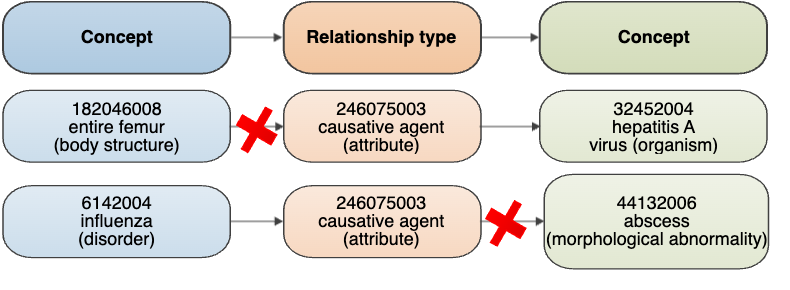 Concept
Relationship type
Concept
182046008
entire femur
(body structure)
246075003
causative agent
(attribute)
32452004
hepatitis A
virus (organism)
6142004
influenza
(disorder)
246075003
causative agent
(attribute)
44132006
abscess
(morphological abnormality)